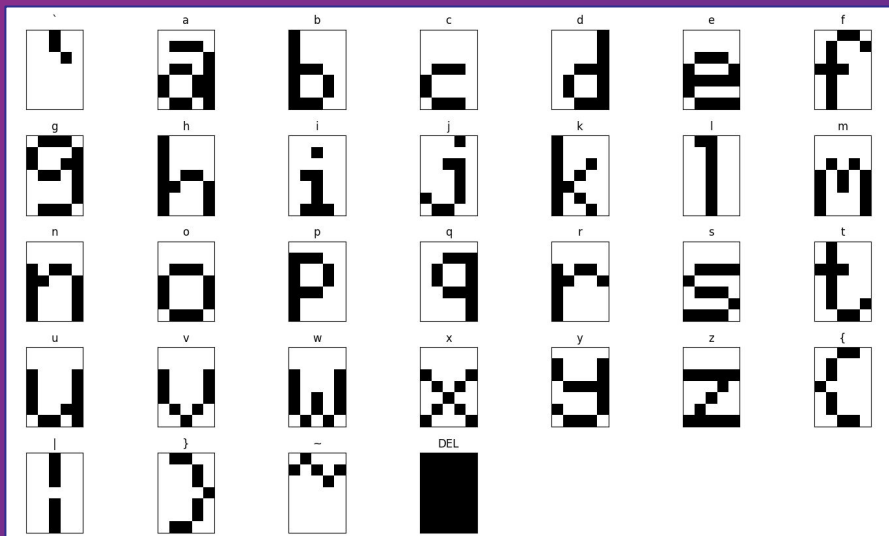 ` a b c d e f
g h i j k l m
n o p q r s t
u v w x y z {
| } ~ DEL